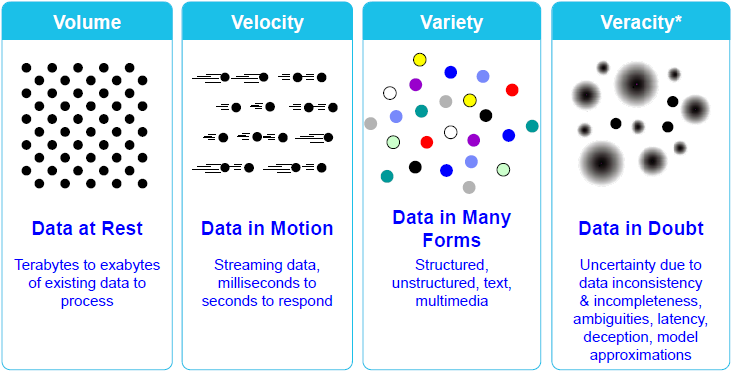 Volume
Data at Rest
Terabytes to exabytes
of existing data to
process
Velocity
Data in Motion
Streaming data,
milliseconds to
seconds to respond
Variety
Data in Many
Forms
Structured,
unstructured, text,
multimedia
Veracity*
Data in Doubt
Uncertainty due to
data inconsistency
& incompleteness,
ambiguities, latency,
deception, model
approximations